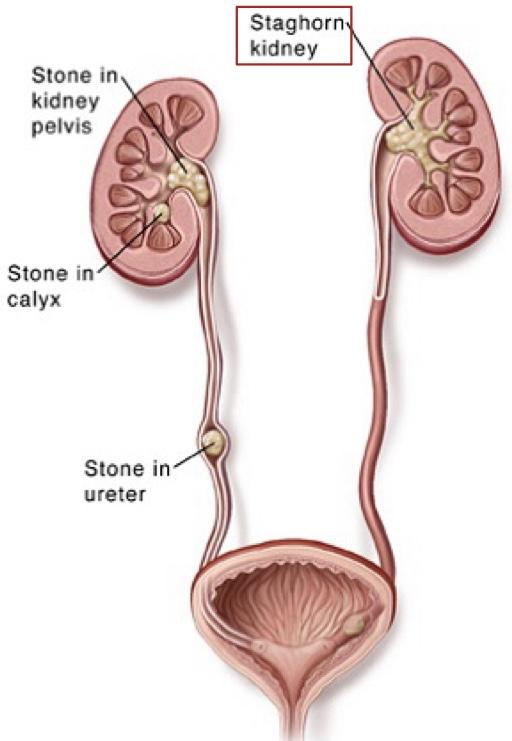 Staghorn
kidney
Stone in
kidney
pelvis
Stone in
calyx
Stone in
ureter